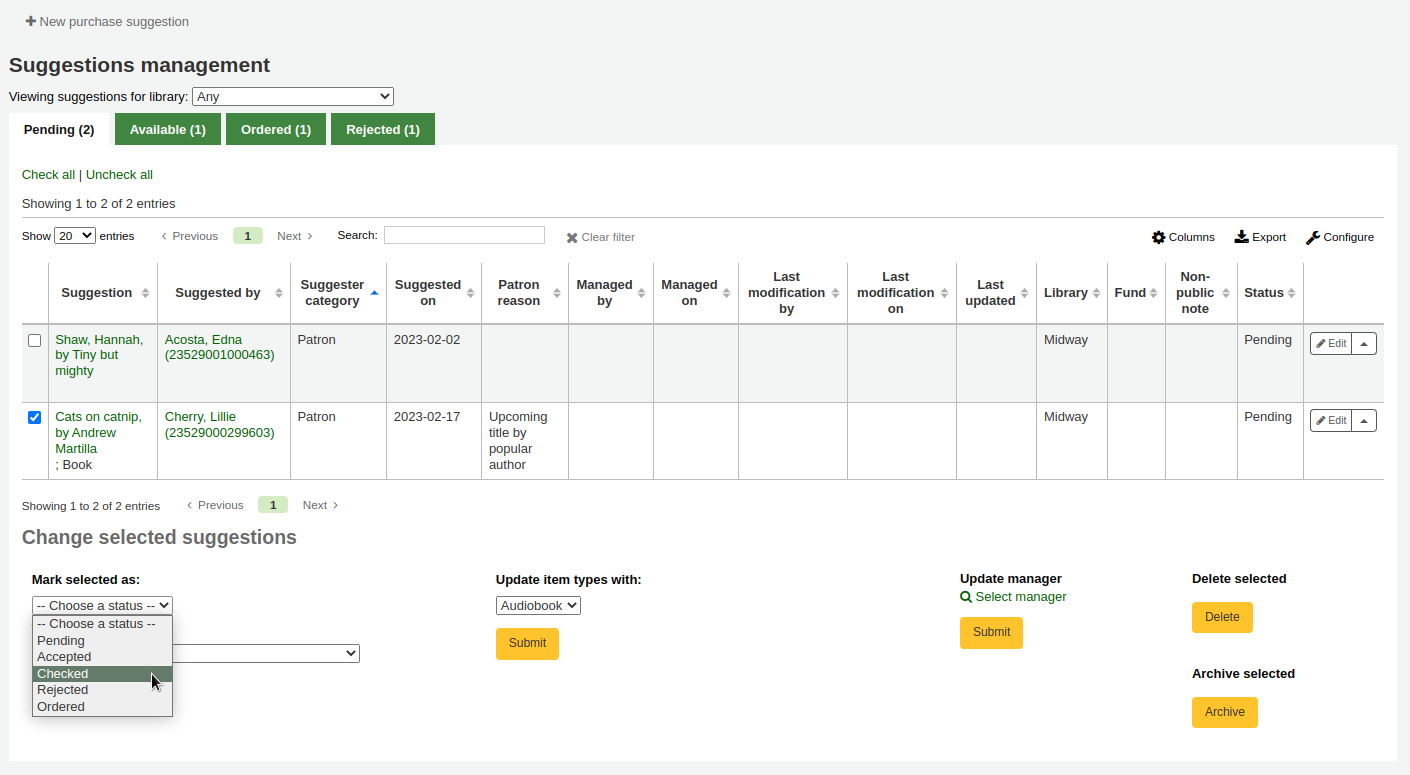 New purchase suggestion
Suggestions management
Viewing suggestions for library: Any
Pending (2) Available (1) Ordered (1) Rejected (1)
Check all | Uncheck all
Showing 1 to 2 of 2 entries
Show 20 entries Previous 1 Next Search: Clear filter Columns Export Configure
Suggestion Suggested by Suggester category Suggested on Patron reason Managed by Managed on Last modification by Last modification on Last updated Library Fund Non-public note Status
Shaw, Hannah, Acosta, Edna Patron 2023-02-02 Midway Pending Edit
by Tiny but (23529001000463)
mighty
Cats on catnip, Cherry, Lillie Patron 2023-02-17 Upcoming Midway Pending Edit
by Andrew (23529000299603) title by
Martilla popular
; Book author
Showing 1 to 2 of 2 entries Previous 1 Next
Change selected suggestions
Mark selected as: Update item types with: Update manager Delete selected
-- Choose a status -- Audiobook Select manager Delete
-- Choose a status -- Submit Submit
Pending
Accepted
Checked Archive selected
Rejected
Ordered Archive